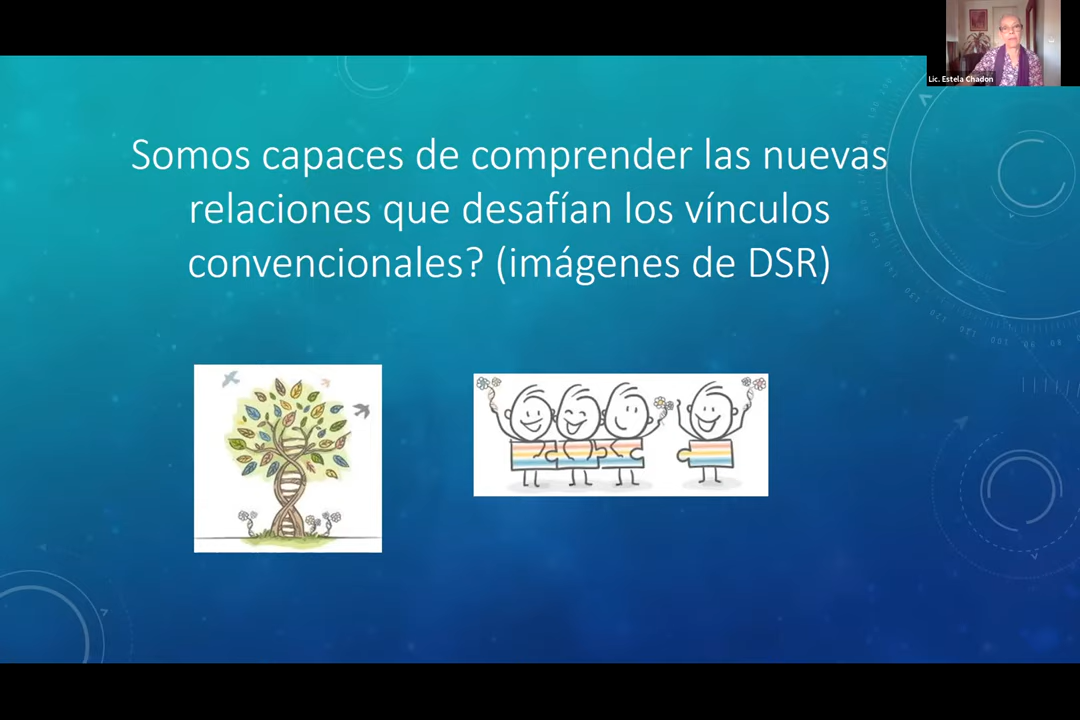 Lic. Estela Chadon
Somos capaces de comprender las nuevas
relaciones que desafían los vínculos
convencionales? (imágenes de DSR)